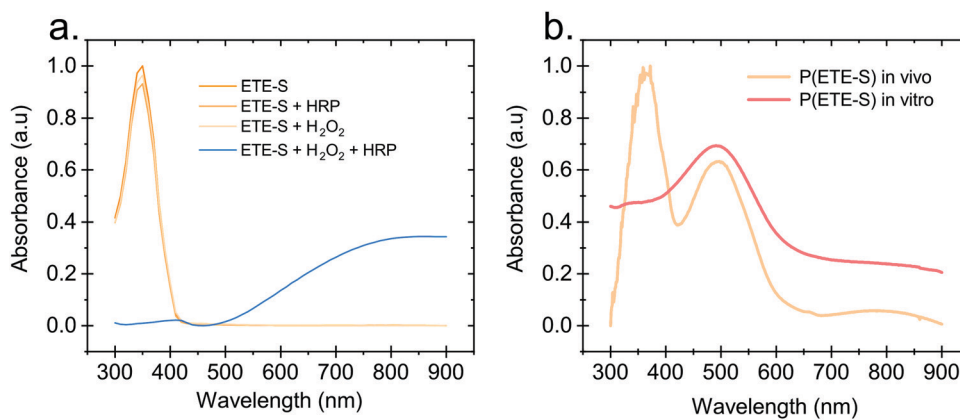 a.
1.0
0.8
0.6
0.4
0.2
0.0
Absorbance (a.u)
300 400 500 600 700 800 900
Wavelength (nm)
ETE-S
ETE-S + HRP
ETE-S + H₂O₂
ETE-S + H₂O₂ + HRP
b.
1.0
0.8
0.6
0.4
0.2
0.0
Absorbance (a.u)
300 400 500 600 700 800 900
Wavelength (nm)
P(ETE-S) in vivo
P(ETE-S) in vitro